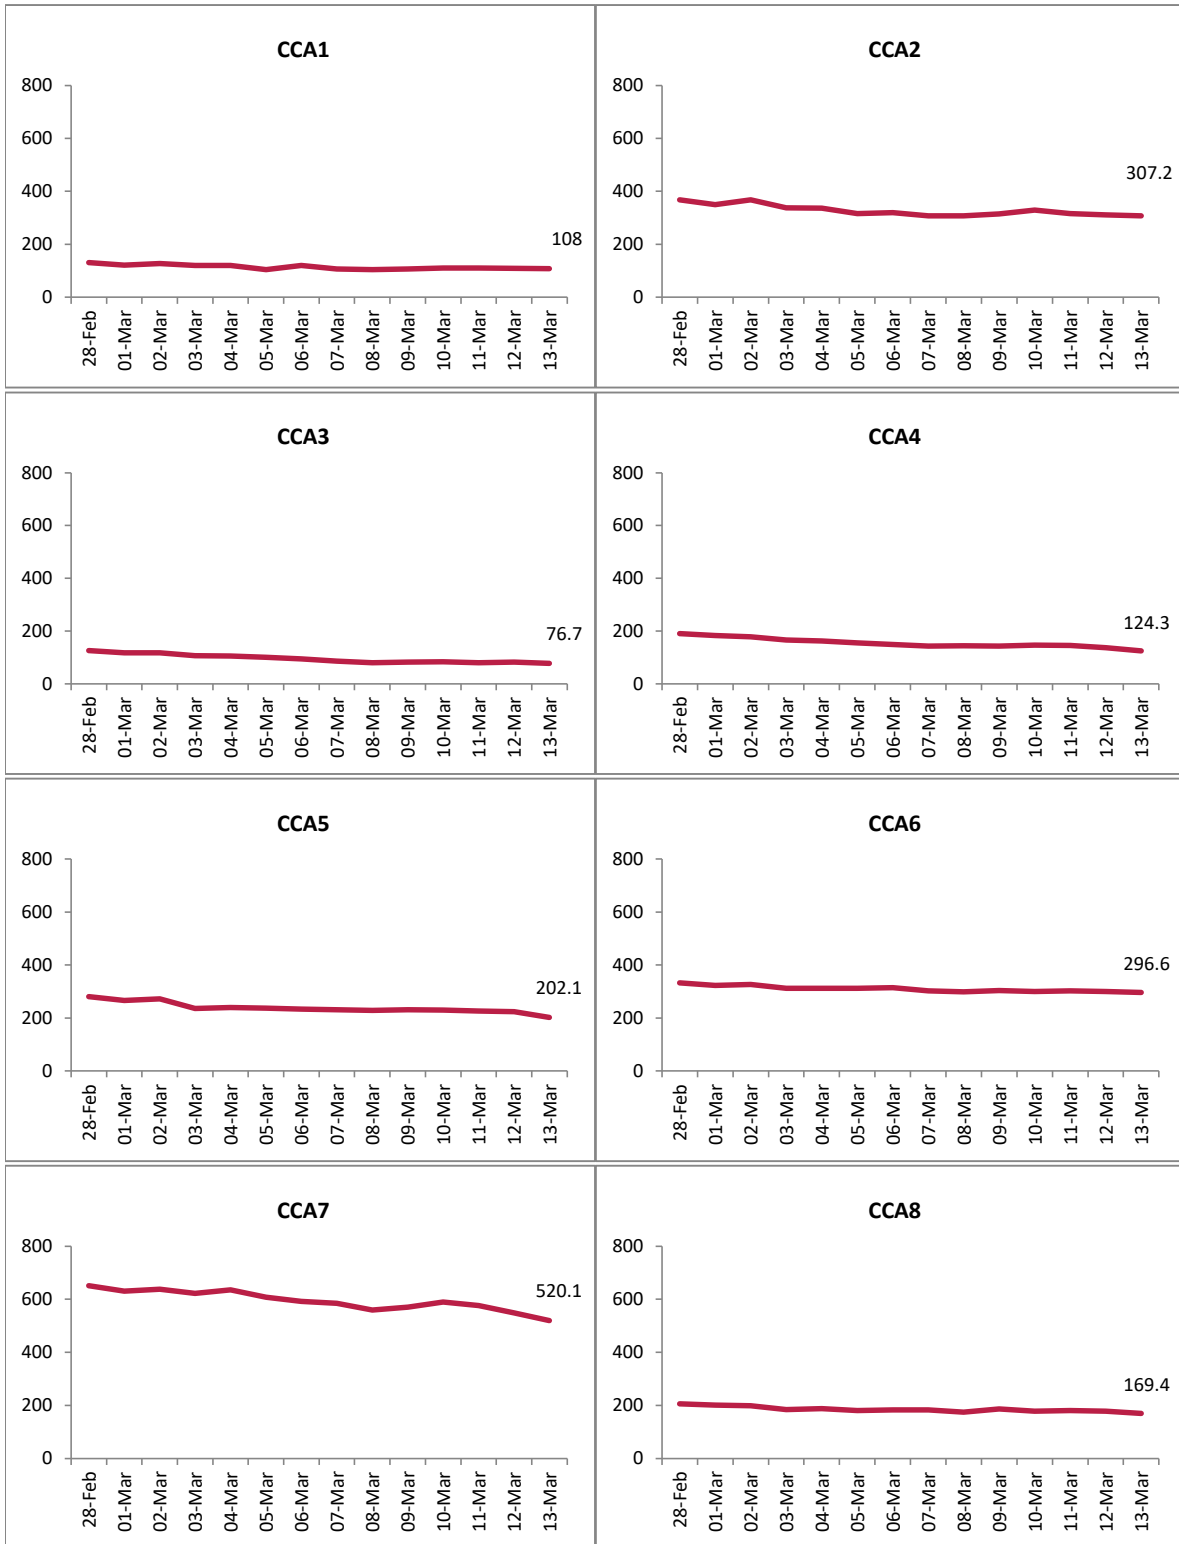 CCA1
800
600
400
200
0
108
28-Feb
01-Mar
02-Mar
03-Mar
04-Mar
05-Mar
06-Mar
07-Mar
08-Mar
09-Mar
10-Mar
11-Mar
12-Mar
13-Mar
CCA2
800
600
400
200
0
307.2
28-Feb
01-Mar
02-Mar
03-Mar
04-Mar
05-Mar
06-Mar
07-Mar
08-Mar
09-Mar
10-Mar
11-Mar
12-Mar
13-Mar
CCA3
800
600
400
200
0
76.7
28-Feb
01-Mar
02-Mar
03-Mar
04-Mar
05-Mar
06-Mar
07-Mar
08-Mar
09-Mar
10-Mar
11-Mar
12-Mar
13-Mar
CCA4
800
600
400
200
0
124.3
28-Feb
01-Mar
02-Mar
03-Mar
04-Mar
05-Mar
06-Mar
07-Mar
08-Mar
09-Mar
10-Mar
11-Mar
12-Mar
13-Mar
CCA5
800
600
400
200
0
202.1
28-Feb
01-Mar
02-Mar
03-Mar
04-Mar
05-Mar
06-Mar
07-Mar
08-Mar
09-Mar
10-Mar
11-Mar
12-Mar
13-Mar
CCA6
800
600
400
200
0
296.6
28-Feb
01-Mar
02-Mar
03-Mar
04-Mar
05-Mar
06-Mar
07-Mar
08-Mar
09-Mar
10-Mar
11-Mar
12-Mar
13-Mar
CCA7
800
600
400
200
0
520.1
28-Feb
01-Mar
02-Mar
03-Mar
04-Mar
05-Mar
06-Mar
07-Mar
08-Mar
09-Mar
10-Mar
11-Mar
12-Mar
13-Mar
CCA8
800
600
400
200
0
169.4
28-Feb
01-Mar
02-Mar
03-Mar
04-Mar
05-Mar
06-Mar
07-Mar
08-Mar
09-Mar
10-Mar
11-Mar
12-Mar
13-Mar